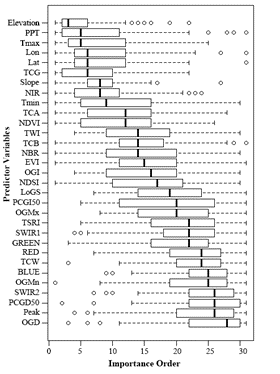 Predictor Variables
Elevation
PPT
Tmax
Lon
Lat
TCG
Slope
NIR
Tmin
TCA
NDVI
TWI
TCB
NBR
EVI
OGI
NDSI
LoGS
PCGI50
OGMx
TSRI
SWIR1
GREEN
RED
TCW
BLUE
OGMn
SWIR2
PCGD50
Peak
OGD
0 5 10 15 20 25 30
Importance Order